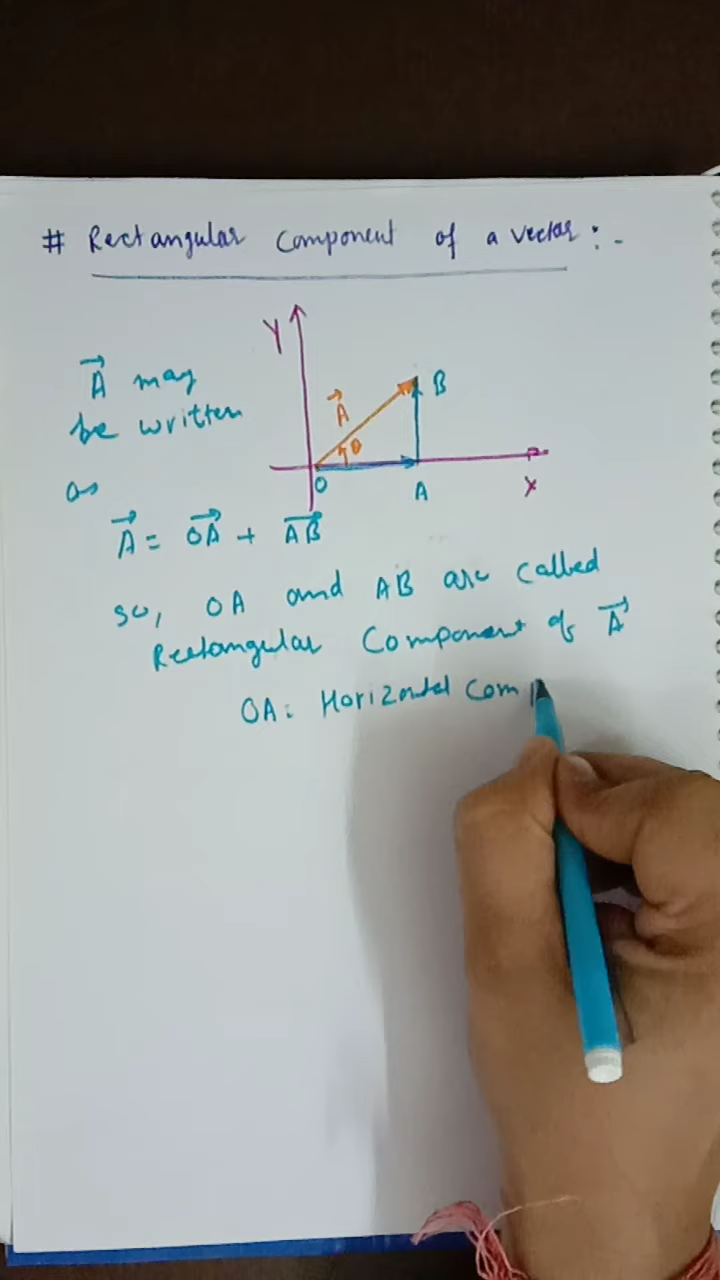 # Rectangular Component of a vector :-
Y
A⃗ may
be written
as
B
A⃗
θ
O
A
X
A⃗ = OA⃗ + AB⃗
so, OA and AB are called
Rectangular Component of A⃗
OA: Horizontal Comp